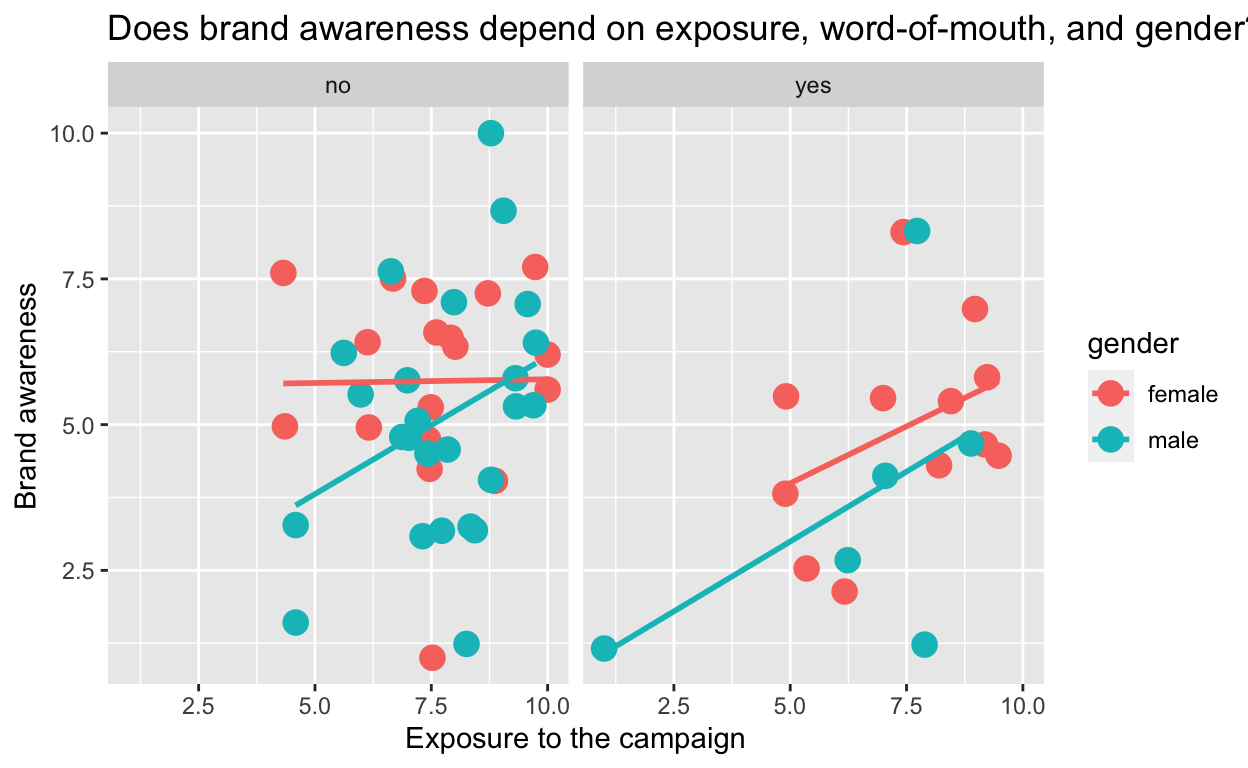 Does brand awareness depend on exposure, word-of-mouth, and gender?
no
yes
10.0
7.5
5.0
2.5
Brand awareness
2.5 5.0 7.5 10.0
2.5 5.0 7.5 10.0
Exposure to the campaign
gender
female
male